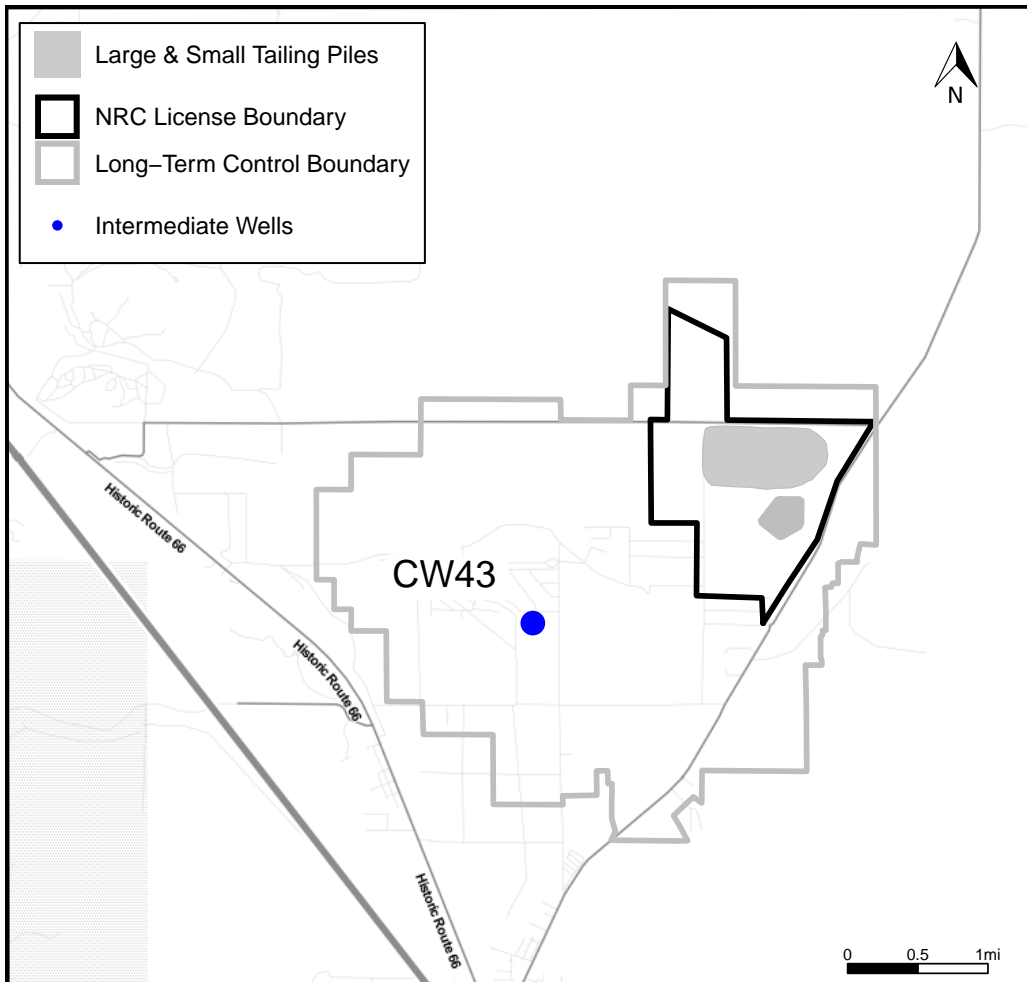 Large & Small Tailing Piles
NRC License Boundary
Long−Term Control Boundary
Intermediate Wells
N
Historic Route 66
CW43
Historic Route 66
Historic Route 66
0 0.5 1mi